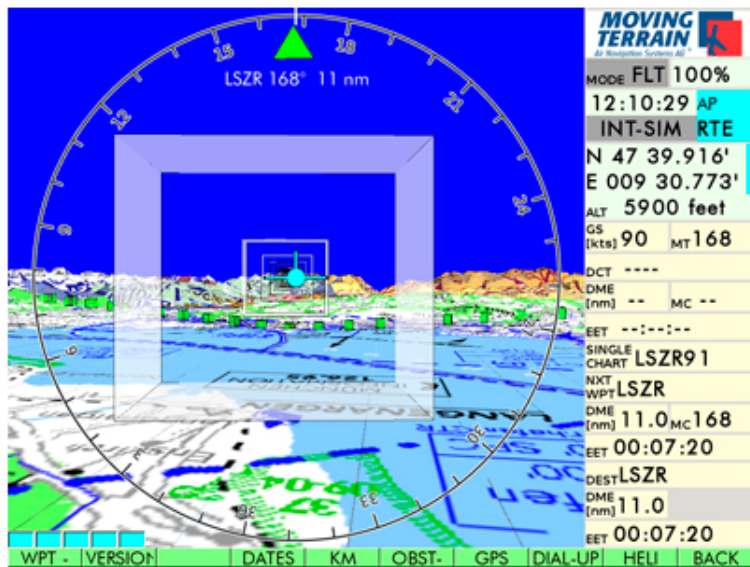 LSZR 168° 11 nm
12
15
18
21
24
30
33
36
6
LANGENARGEN
37
MOVING
TERRAIN
Air Navigation Systems AG
MODE FLT 100%
12:10:29 AP
INT-SIM RTE
N 47 39.916'
E 009 30.773'
ALT 5900 feet
GS [kts] 90 MT 168
DCT ----
DME [nm] -- MC --
EET --:--:--
SINGLE CHART LSZR91
NXT WPT LSZR
DME [nm] 11.0 MC 168
EET 00:07:20
DEST LSZR
DME [nm] 11.0
EET 00:07:20
WPT - VERSION DATES KM OBST- GPS DIAL-UP HELI BACK